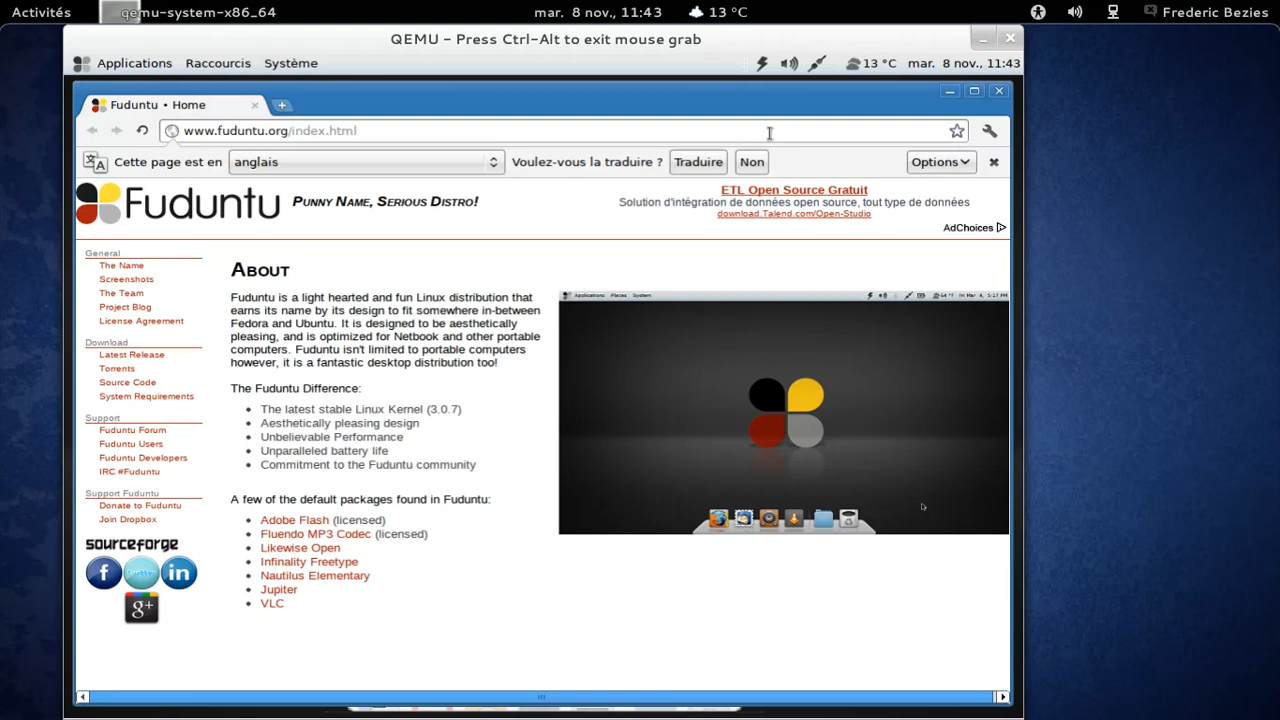 Activités
qemu-system-x86_64
mar. 8 nov., 11:43
13 °C
Frederic Bezies
QEMU - Press Ctrl-Alt to exit mouse grab
Applications
Raccourcis
Système
13 °C
mar. 8 nov., 11:43
Fuduntu • Home
www.fuduntu.org/index.html
Cette page est en
anglais
Voulez-vous la traduire ?
Traduire
Non
Options
Fuduntu
Punny Name, Serious Distro!
ETL Open Source Gratuit
Solution d'intégration de données open source, tout type de données
download.Talend.com/Open-Studio
AdChoices
General
The Name
Screenshots
The Team
Project Blog
License Agreement
Download
Latest Release
Torrents
Source Code
System Requirements
Support
Fuduntu Forum
Fuduntu Users
Fuduntu Developers
IRC #Fuduntu
Support Fuduntu
Donate to Fuduntu
Join Dropbox
sourceforge
f
in
g+
About
Fuduntu is a light hearted and fun Linux distribution that
earns its name by its design to fit somewhere in-between
Fedora and Ubuntu. It is designed to be aesthetically
pleasing, and is optimized for Netbook and other portable
computers. Fuduntu isn't limited to portable computers
however, it is a fantastic desktop distribution too!
The Fuduntu Difference:
• The latest stable Linux Kernel (3.0.7)
• Aesthetically pleasing design
• Unbelievable Performance
• Unparalleled battery life
• Commitment to the Fuduntu community
A few of the default packages found in Fuduntu:
• Adobe Flash (licensed)
• Fluendo MP3 Codec (licensed)
• Likewise Open
• Infinality Freetype
• Nautilus Elementary
• Jupiter
• VLC
Applications Places System
Fri Mar 4, 5:17 PM